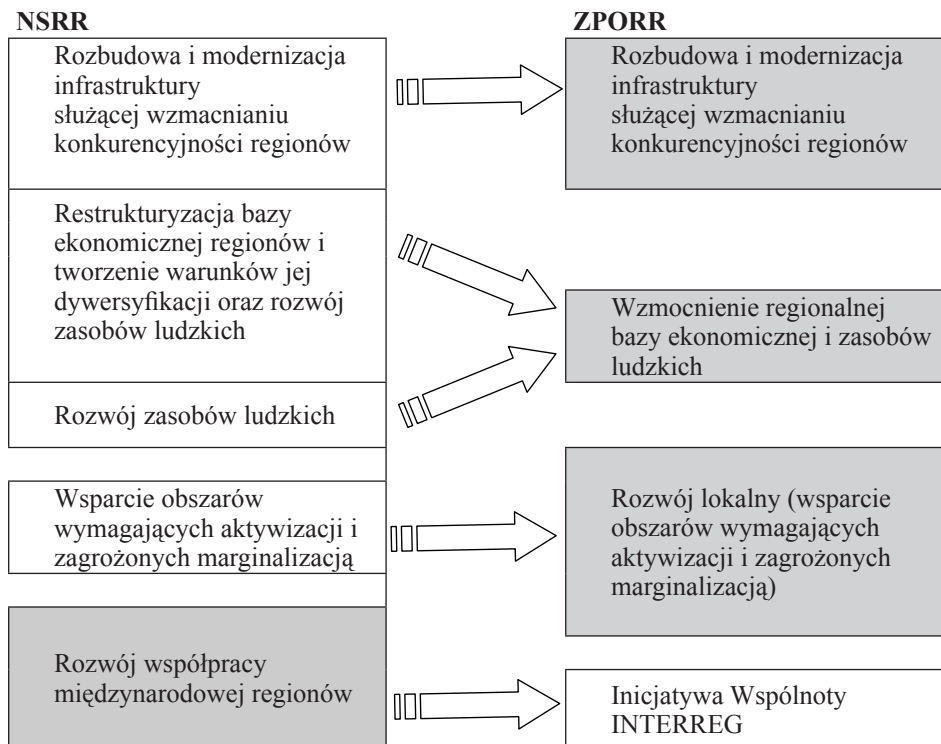 NSRR
Rozbudowa i modernizacja
infrastruktury
służącej wzmacnianiu
konkurencyjności regionów
Restrukturyzacja bazy
ekonomicznej regionów i
tworzenie warunków jej
dywersyfikacji oraz rozwój
zasobów ludzkich
Rozwój zasobów ludzkich
Wsparcie obszarów
wymagających aktywizacji i
zagrożonych marginalizacją
Rozwój współpracy
międzynarodowej regionów
ZPORR
Rozbudowa i modernizacja
infrastruktury
służącej wzmacnianiu
konkurencyjności regionów
Wzmocnienie regionalnej
bazy ekonomicznej i zasobów
ludzkich
Rozwój lokalny (wsparcie
obszarów wymagających
aktywizacji i zagrożonych
marginalizacją)
Inicjatywa Wspólnoty
INTERREG